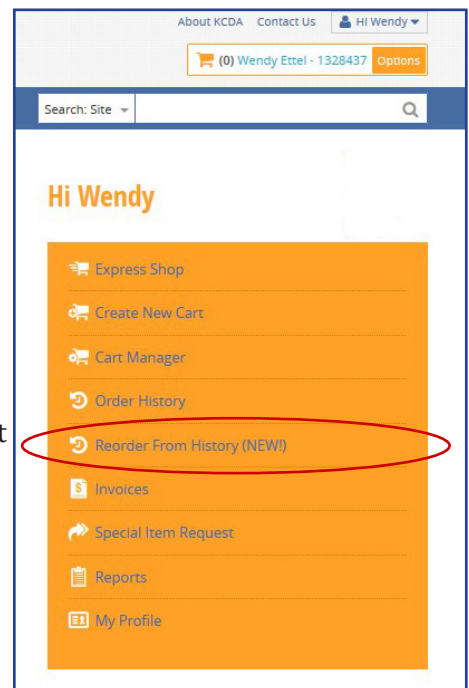 About KCDA Contact Us HI Wendy
(0) Wendy Ettel - 1328437 Options
Search: Site
Hi Wendy
Express Shop
Create New Cart
Cart Manager
Order History
t
Reorder From History (NEW!)
Invoices
Special Item Request
Reports
My Profile